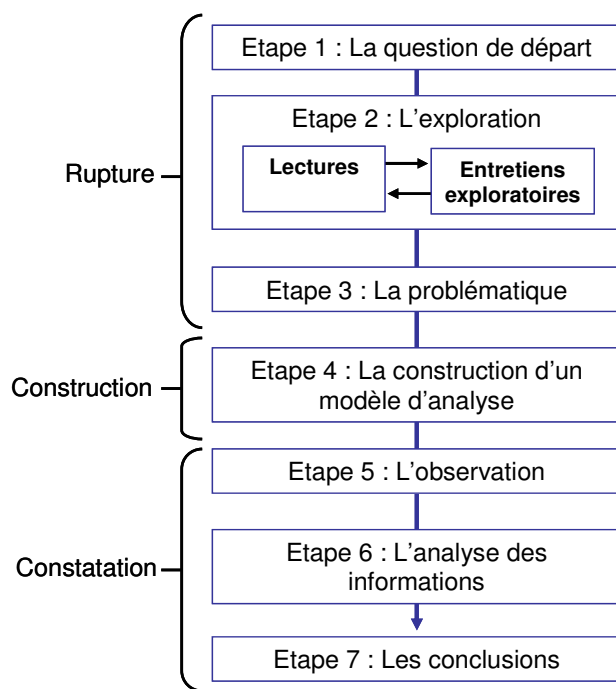 Etape 1 : La question de départ
Etape 2 : L'exploration
Lectures
Entretiens
exploratoires
Rupture
Etape 3 : La problématique
Etape 4 : La construction d'un
modèle d'analyse
Construction
Etape 5 : L'observation
Etape 6 : L'analyse des
informations
Constatation
Etape 7 : Les conclusions